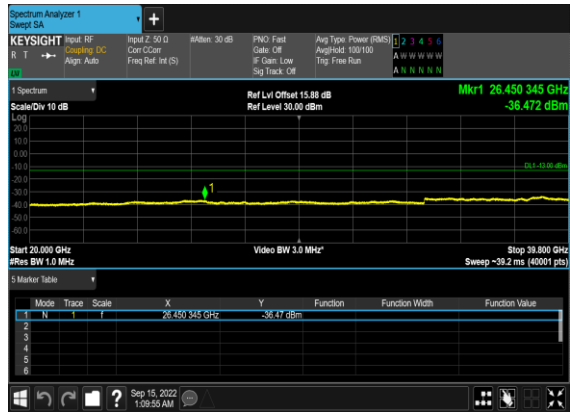 Spectrum Analyzer 1
Swept SA
+
KEYSIGHT Input: RF Input Z: 50 Ω #Atten: 30 dB PNO: Fast Avg Type: Power (RMS) 1 2 3 4 5 6
R T Coupling: DC Corr CCorr Gate: Off Avg|Hold: 100/100 A W W W W W
Align: Auto Freq Ref: Int (S) IF Gain: Low Trig: Free Run
Sig Track: Off A N N N N N
LU
1 Spectrum Ref Lvl Offset 15.88 dB Mkr1 26.450 345 GHz
Scale/Div 10 dB Ref Level 30.00 dBm -36.472 dBm
Log
20.0
10.0
0.00
-10.0 DL1 -13.00 dBm
-20.0
-30.0 1
-40.0
-50.0
-60.0
Start 20.000 GHz Video BW 3.0 MHz* Stop 39.800 GHz
#Res BW 1.0 MHz Sweep ~39.2 ms (40001 pts)
5 Marker Table
Mode Trace Scale X Y Function Function Width Function Value
1 N 1 f 26.450 345 GHz -36.47 dBm
2
3
4
5
6
? Sep 15, 2022
1:09:55 AM